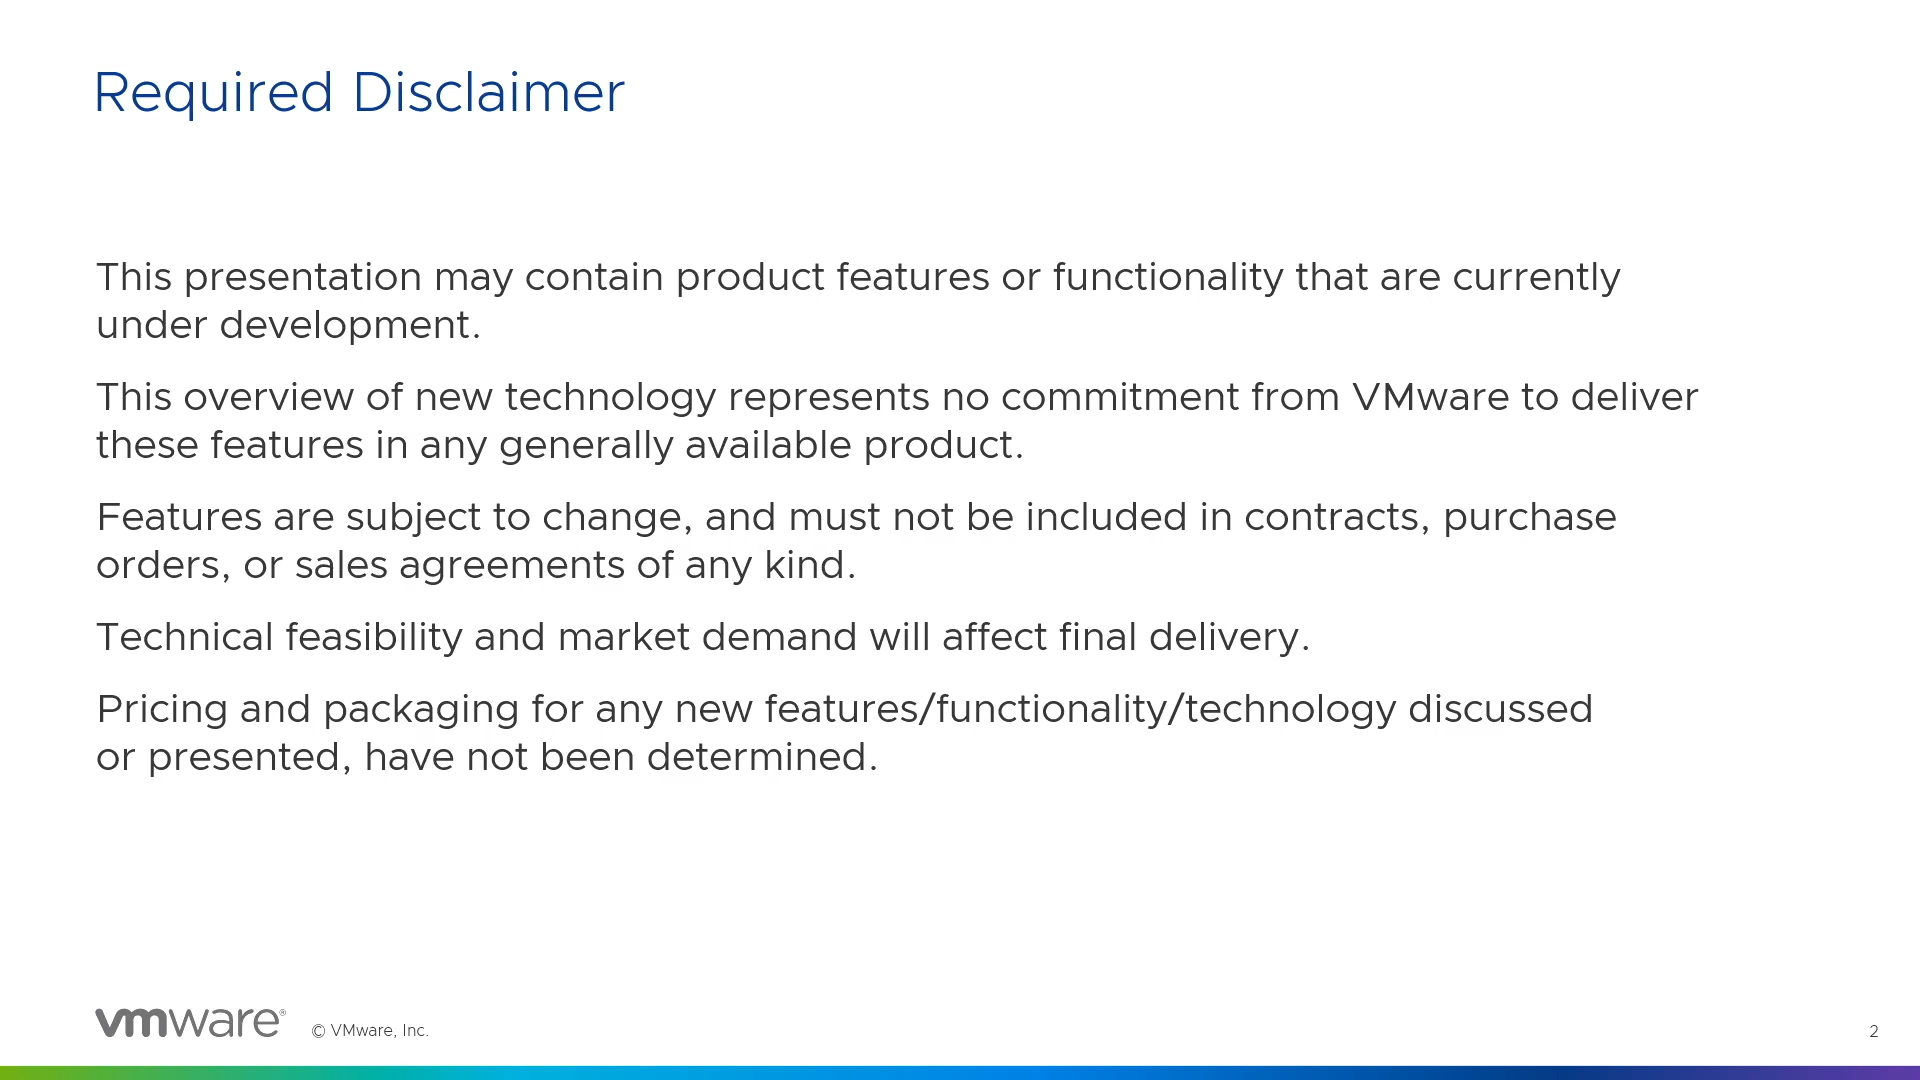 Required Disclaimer
This presentation may contain product features or functionality that are currently
under development.
This overview of new technology represents no commitment from VMware to deliver
these features in any generally available product.
Features are subject to change, and must not be included in contracts, purchase
orders, or sales agreements of any kind.
Technical feasibility and market demand will affect final delivery.
Pricing and packaging for any new features/functionality/technology discussed
or presented, have not been determined.
vmware® © VMware, Inc. 2